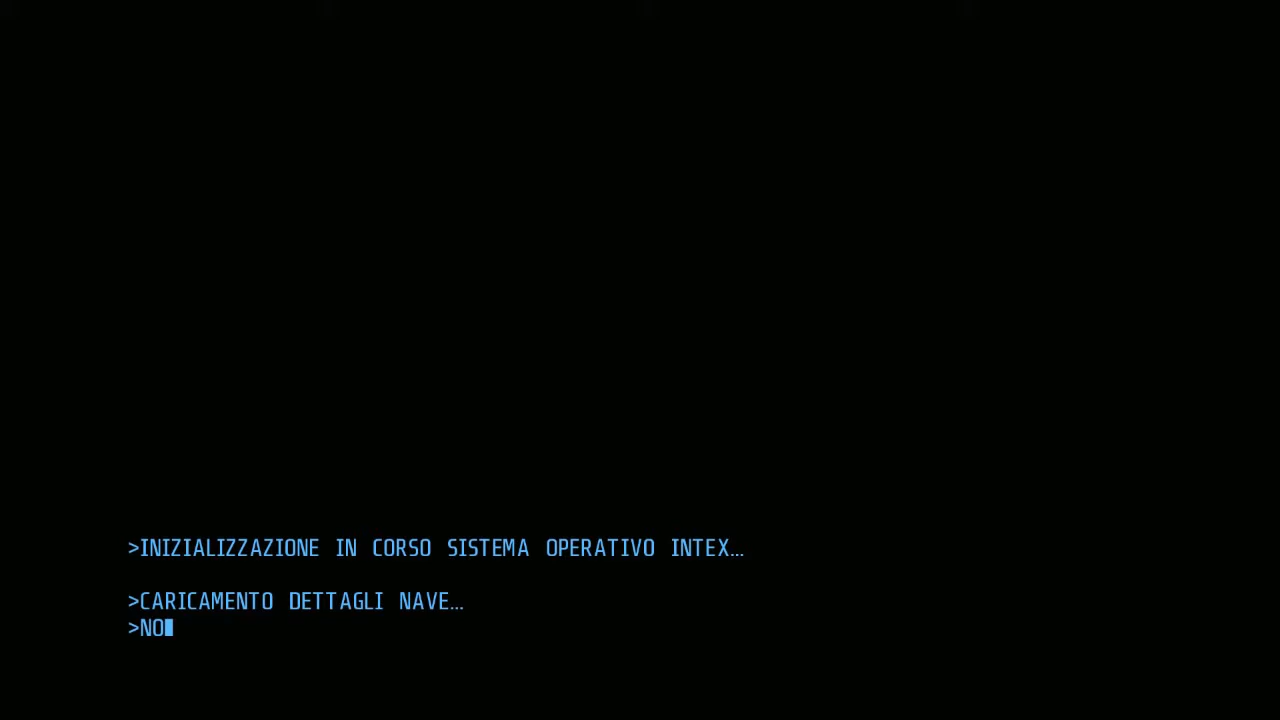 >INIZIALIZZAZIONE IN CORSO SISTEMA OPERATIVO INTEX...
>CARICAMENTO DETTAGLI NAVE...
>NO